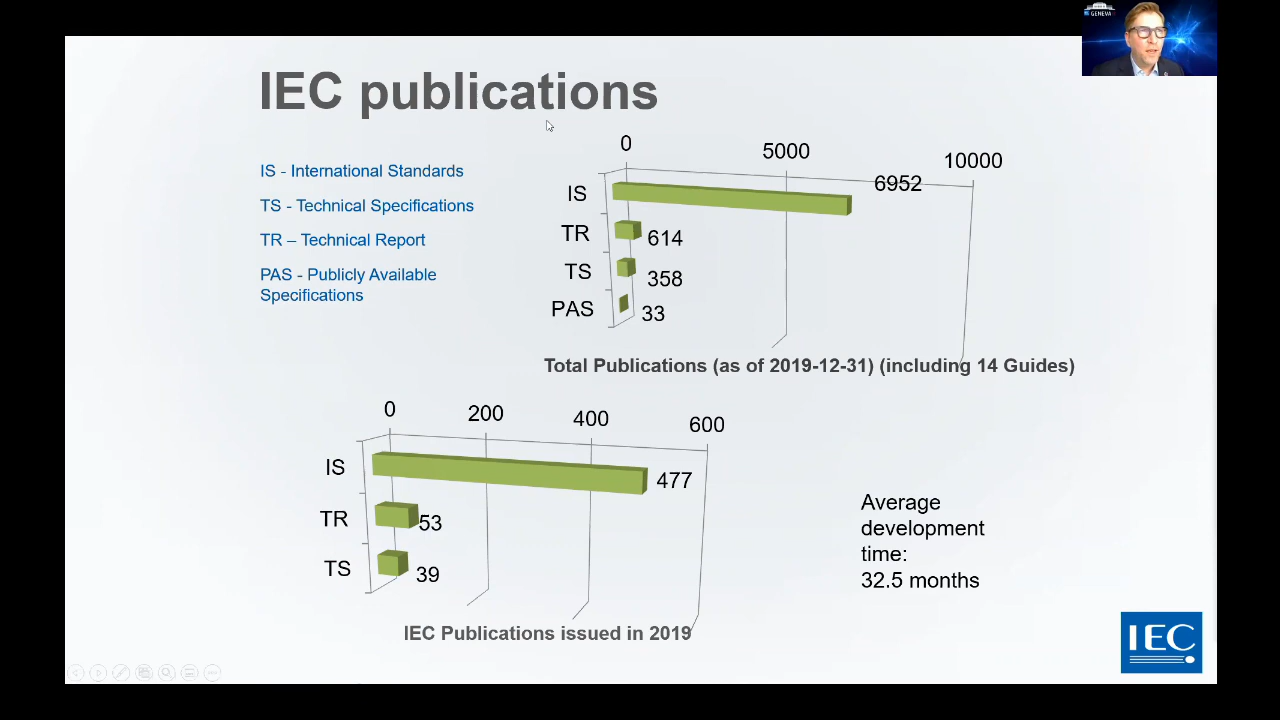 GENEVA
IEC publications
IS - International Standards
TS - Technical Specifications
TR – Technical Report
PAS - Publicly Available
Specifications
0
5000
10000
IS
6952
TR
614
TS
358
PAS
33
Total Publications (as of 2019-12-31) (including 14 Guides)
0
200
400
600
IS
477
TR
53
TS
39
IEC Publications issued in 2019
Average
development
time:
32.5 months
IEC